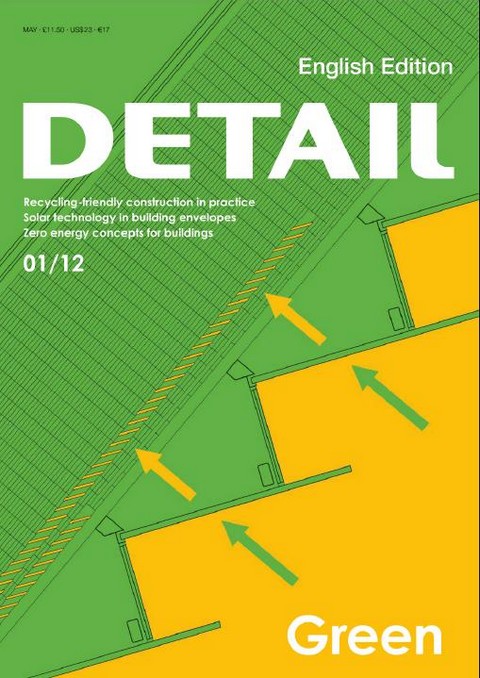 MAY · £11.50 · US$23 · €17
English Edition
DETAIL
Recycling-friendly construction in practice
Solar technology in building envelopes
Zero energy concepts for buildings
01/12
Green